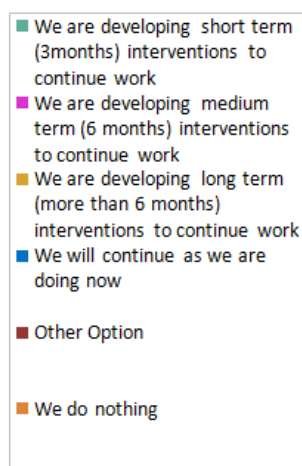 We are developing short term
(3months) interventions to
continue work
We are developing medium
term (6 months) interventions
to continue work
We are developing long term
(more than 6 months)
interventions to continue work
We will continue as we are
doing now
Other Option
We do nothing